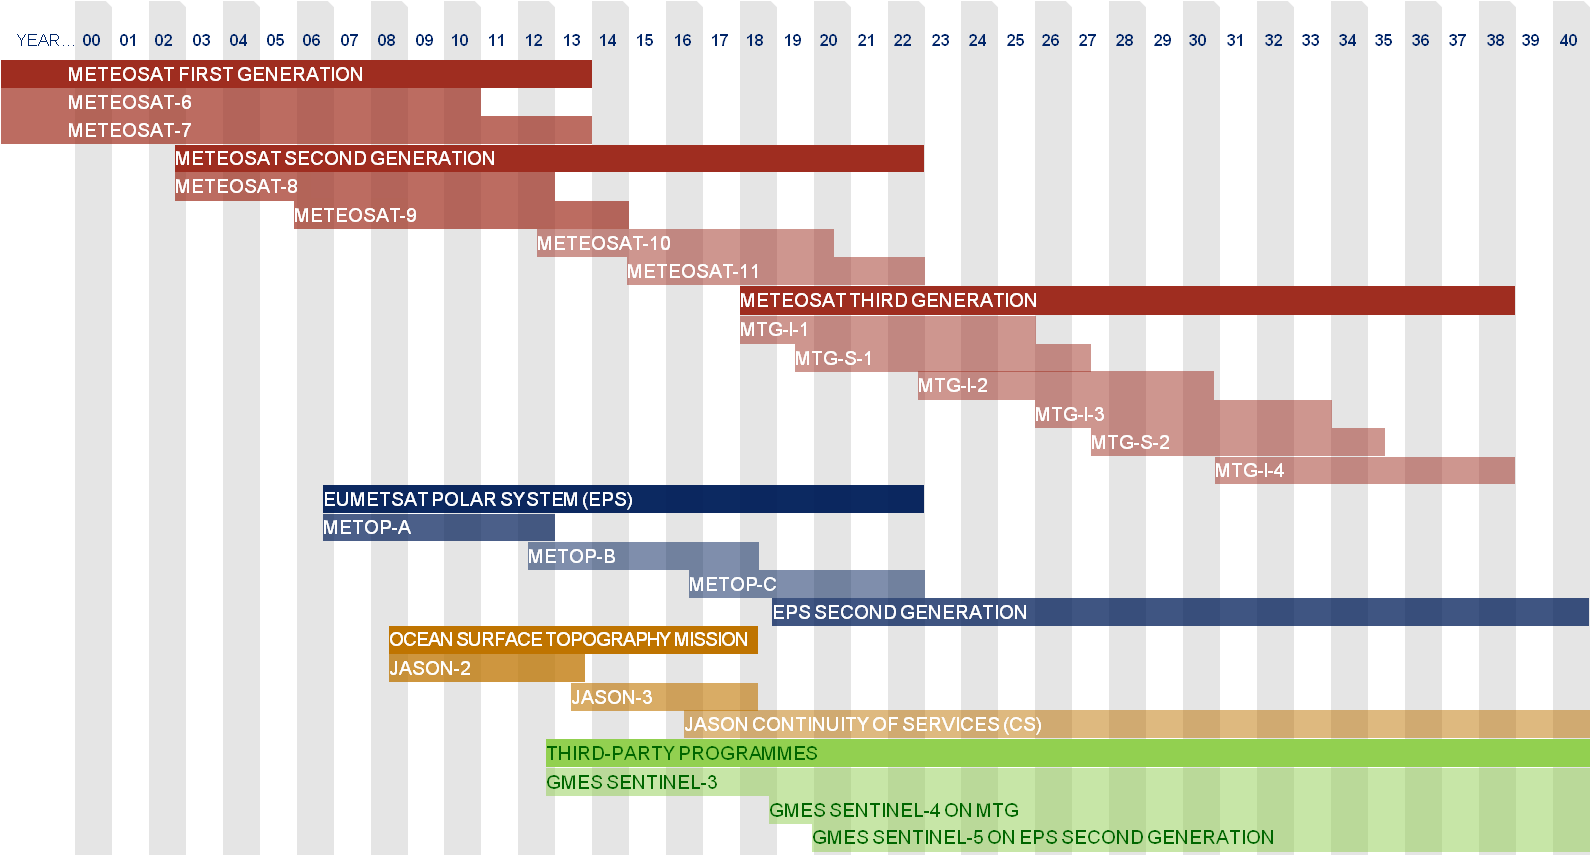 YEAR... 00 01 02 03 04 05 06 07 08 09 10 11 12 13 14 15 16 17 18 19 20 21 22 23 24 25 26 27 28 29 30 31 32 33 34 35 36 37 38 39 40
METEOSAT FIRST GENERATION
METEOSAT-6
METEOSAT-7
METEOSAT SECOND GENERATION
METEOSAT-8
METEOSAT-9
METEOSAT-10
METEOSAT-11
METEOSAT THIRD GENERATION
MTG-I-1
MTG-S-1
MTG-I-2
MTG-I-3
MTG-S-2
MTG-I-4
EUMETSAT POLAR SYSTEM (EPS)
METOP-A
METOP-B
METOP-C
EPS SECOND GENERATION
OCEAN SURFACE TOPOGRAPHY MISSION
JASON-2
JASON-3
JASON CONTINUITY OF SERVICES (CS)
THIRD-PARTY PROGRAMMES
GMES SENTINEL-3
GMES SENTINEL-4 ON MTG
GMES SENTINEL-5 ON EPS SECOND GENERATION